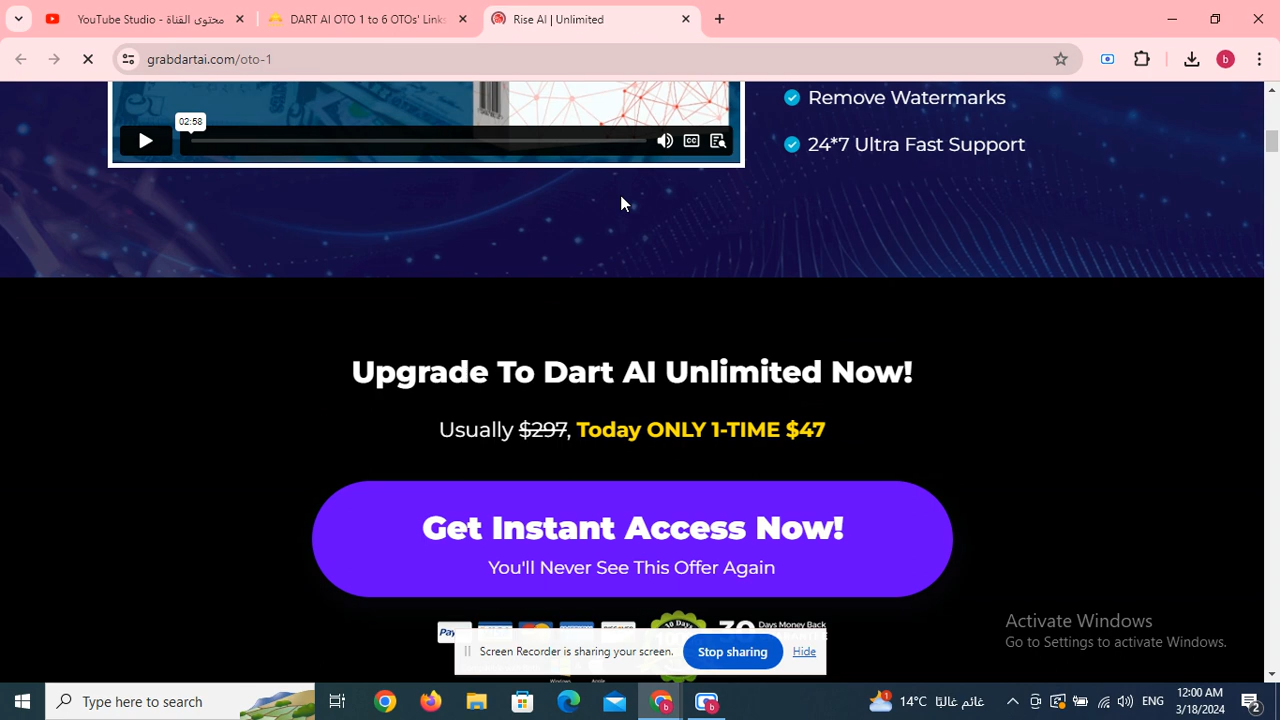 YouTube Studio - محتوى القناة
DART AI OTO 1 to 6 OTOs' Links
Rise AI | Unlimited
grabdartai.com/oto-1
b
Remove Watermarks
02:58
CC
24*7 Ultra Fast Support
Upgrade To Dart AI Unlimited Now!
Usually $297, Today ONLY 1-TIME $47
Get Instant Access Now!
You'll Never See This Offer Again
Days Money Back
Screen Recorder is sharing your screen.
Stop sharing
Hide
Activate Windows
Go to Settings to activate Windows.
Type here to search
14°C غائم غالبًا
ENG
12:00 AM
3/18/2024